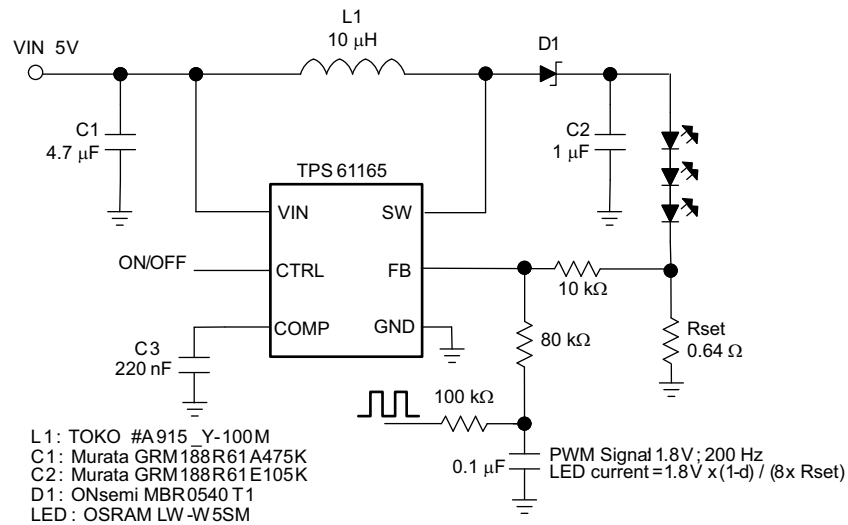 L1
10 µH
VIN 5V
D1
C1
4.7 µF
C2
1 µF
TPS 61165
VIN
SW
ON/OFF
CTRL
FB
10 kΩ
COMP
GND
C3
220 nF
80 kΩ
Rset
0.64 Ω
100 kΩ
0.1 µF
PWM Signal 1.8V; 200 Hz
LED current = 1.8V x (1-d) / (8x Rset)
L1: TOKO #A915_Y-100M
C1: Murata GRM188R61A475K
C2: Murata GRM188R61E105K
D1: ONsemi MBR0540T1
LED: OSRAM LW-W5SM